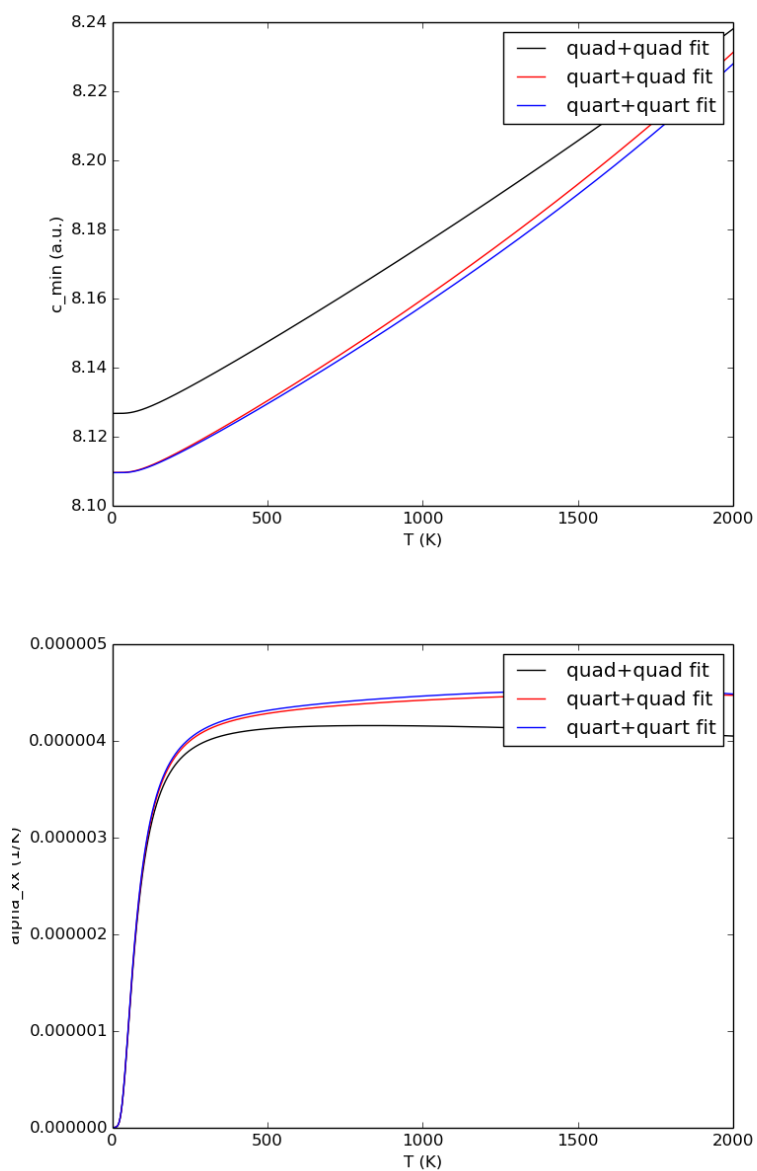 8.24
quad+quad fit
quart+quad fit
quart+quart fit
8.22
8.20
8.18
c_min (a.u.)
8.16
8.14
8.12
8.10
0 500 1000 1500 2000
T (K)
0.000005
quad+quad fit
quart+quad fit
quart+quart fit
0.000004
0.000003
alpha_xx (1/K)
0.000002
0.000001
0.000000
0 500 1000 1500 2000
T (K)